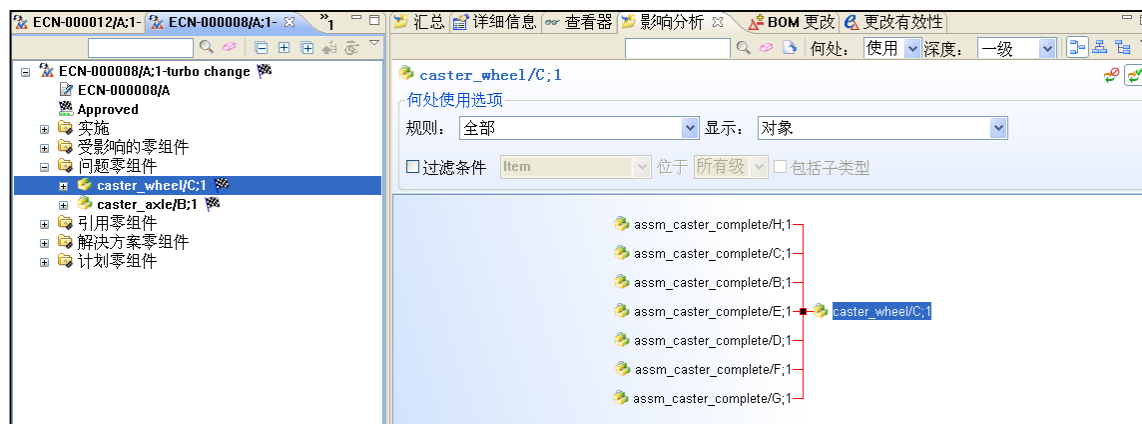 ECN-000012/A;1- ECN-000008/A;1- »1
汇总 详细信息 查看器 影响分析 BOM 更改 更改有效性
何处: 使用 深度: 一级
ECN-000008/A;1-turbo change
ECN-000008/A
Approved
实施
受影响的零组件
问题零组件
caster_wheel/C;1
caster_axle/B;1
引用零组件
解决方案零组件
计划零组件
caster_wheel/C;1
何处使用选项
规则: 全部 显示: 对象
过滤条件 Item 位于 所有级 包括子类型
assm_caster_complete/H;1
assm_caster_complete/C;1
assm_caster_complete/B;1
assm_caster_complete/E;1 caster_wheel/C;1
assm_caster_complete/D;1
assm_caster_complete/F;1
assm_caster_complete/G;1